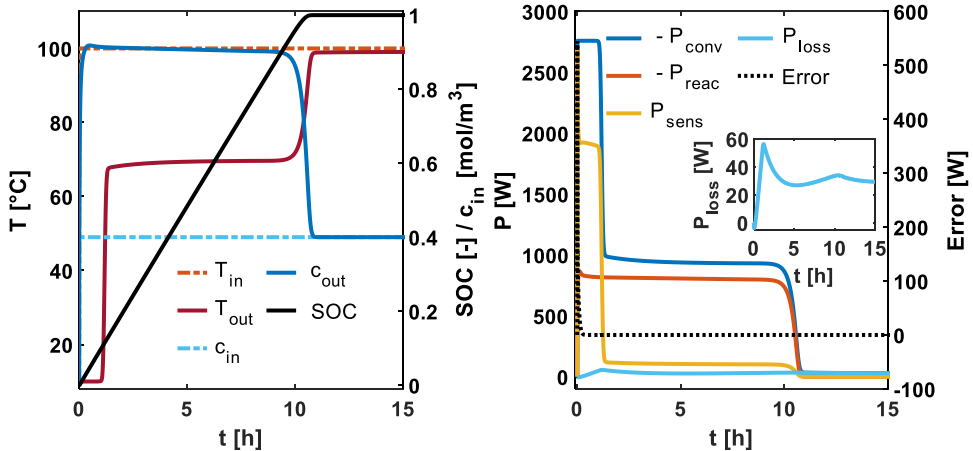 100
80
60
40
20
T [°C]
0
5
10
15
t [h]
1
0.8
0.6
0.4
0.2
0
SOC [-] / c_in [mol/m^3]
T_in
c_out
T_out
SOC
c_in
3000
2500
2000
1500
1000
500
0
P [W]
0
5
10
15
t [h]
600
500
400
300
200
100
0
-100
Error [W]
- P_conv
P_loss
- P_reac
Error
P_sens
60
40
20
0
P_loss [W]
0
5
10
15
t [h]